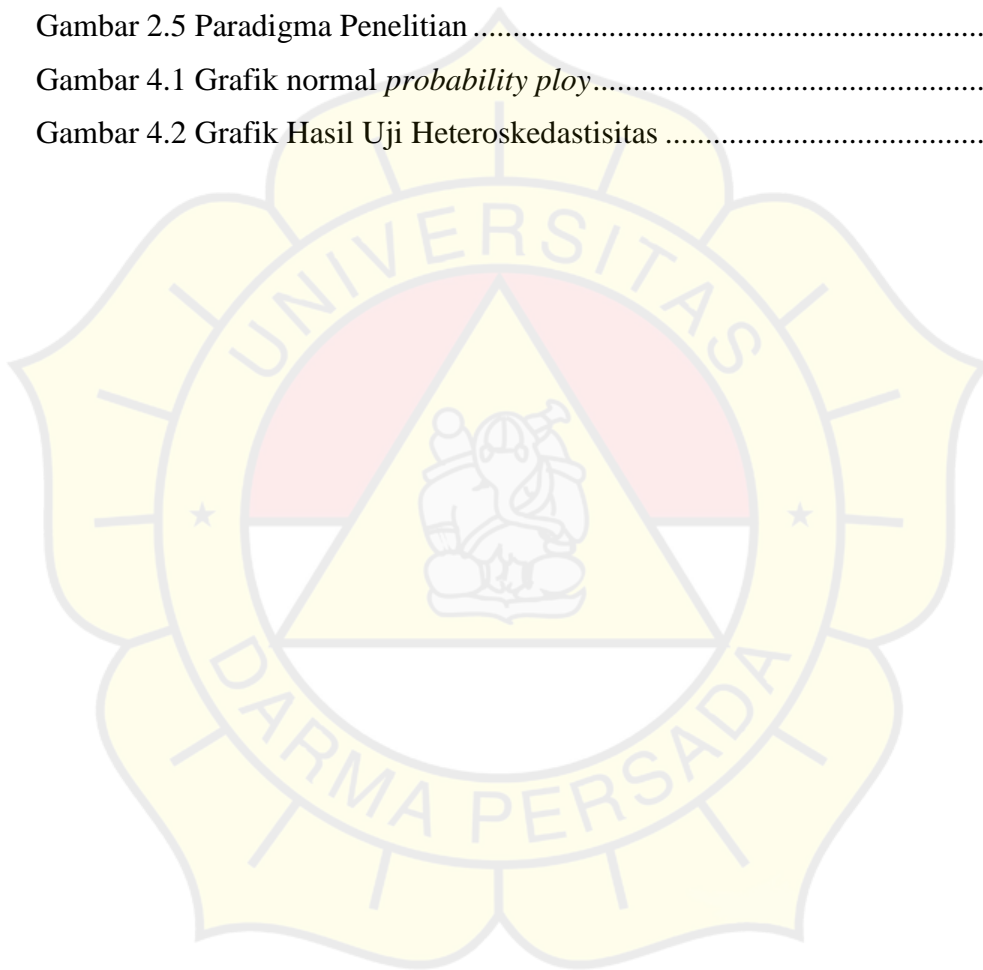 Gambar 2.5 Paradigma Penelitian ................................................................
Gambar 4.1 Grafik normal probability ploy.................................................
Gambar 4.2 Grafik Hasil Uji Heteroskedastisitas ........................................
UNIVERSITAS
DARMA PERSADA